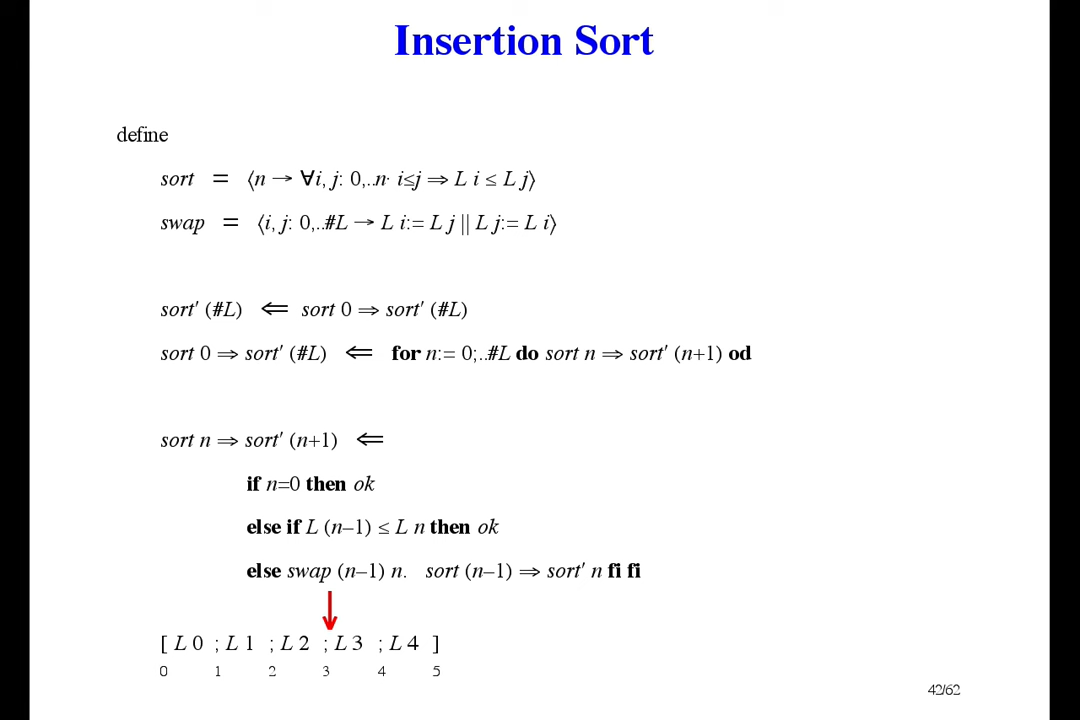 Insertion Sort
define
sort = ⟨n → ∀i, j: 0,..n· i≤j ⇒ L i ≤ L j⟩
swap = ⟨i, j: 0,..#L → L i:= L j || L j:= L i⟩
sort′ (#L) ⇐ sort 0 ⇒ sort′ (#L)
sort 0 ⇒ sort′ (#L) ⇐ for n:= 0;..#L do sort n ⇒ sort′ (n+1) od
sort n ⇒ sort′ (n+1) ⇐
if n=0 then ok
else if L (n–1) ≤ L n then ok
else swap (n–1) n. sort (n–1) ⇒ sort′ n fi fi
[ L 0 ; L 1 ; L 2 ; L 3 ; L 4 ]
0 1 2 3 4 5
42/62